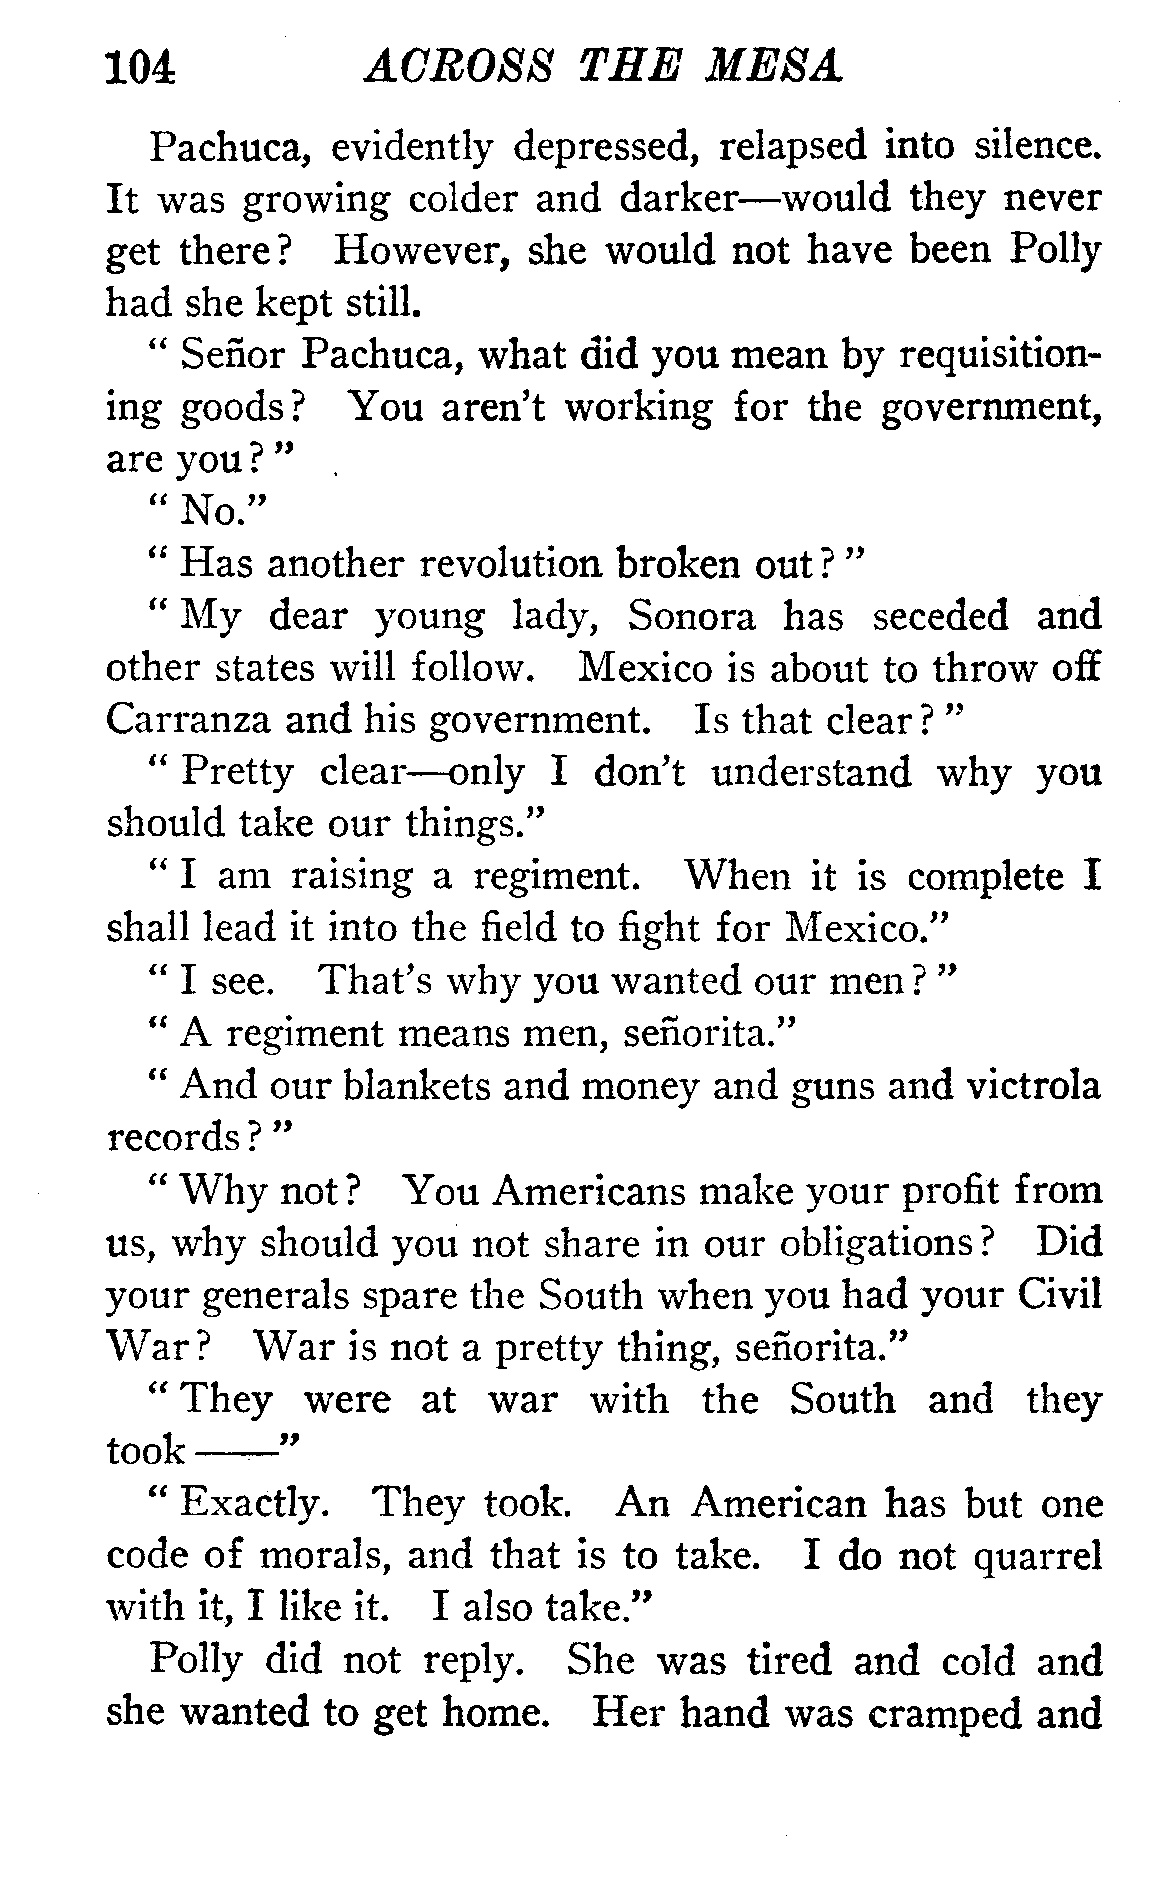 104 ACROSS THE MESA
Pachuca, evidently depressed, relapsed into silence.
It was growing colder and darker—would they never
get there? However, she would not have been Polly
had she kept still.
“ Señor Pachuca, what did you mean by requisition-
ing goods? You aren't working for the government,
are you? ”
“ No.”
“ Has another revolution broken out? ”
“ My dear young lady, Sonora has seceded and
other states will follow. Mexico is about to throw off
Carranza and his government. Is that clear? ”
“ Pretty clear—only I don't understand why you
should take our things.”
“ I am raising a regiment. When it is complete I
shall lead it into the field to fight for Mexico.”
“ I see. That's why you wanted our men? ”
“ A regiment means men, señorita.”
“ And our blankets and money and guns and victrola
records? ”
“ Why not? You Americans make your profit from
us, why should you not share in our obligations? Did
your generals spare the South when you had your Civil
War? War is not a pretty thing, señorita.”
“ They were at war with the South and they
took ——”
“ Exactly. They took. An American has but one
code of morals, and that is to take. I do not quarrel
with it, I like it. I also take.”
Polly did not reply. She was tired and cold and
she wanted to get home. Her hand was cramped and